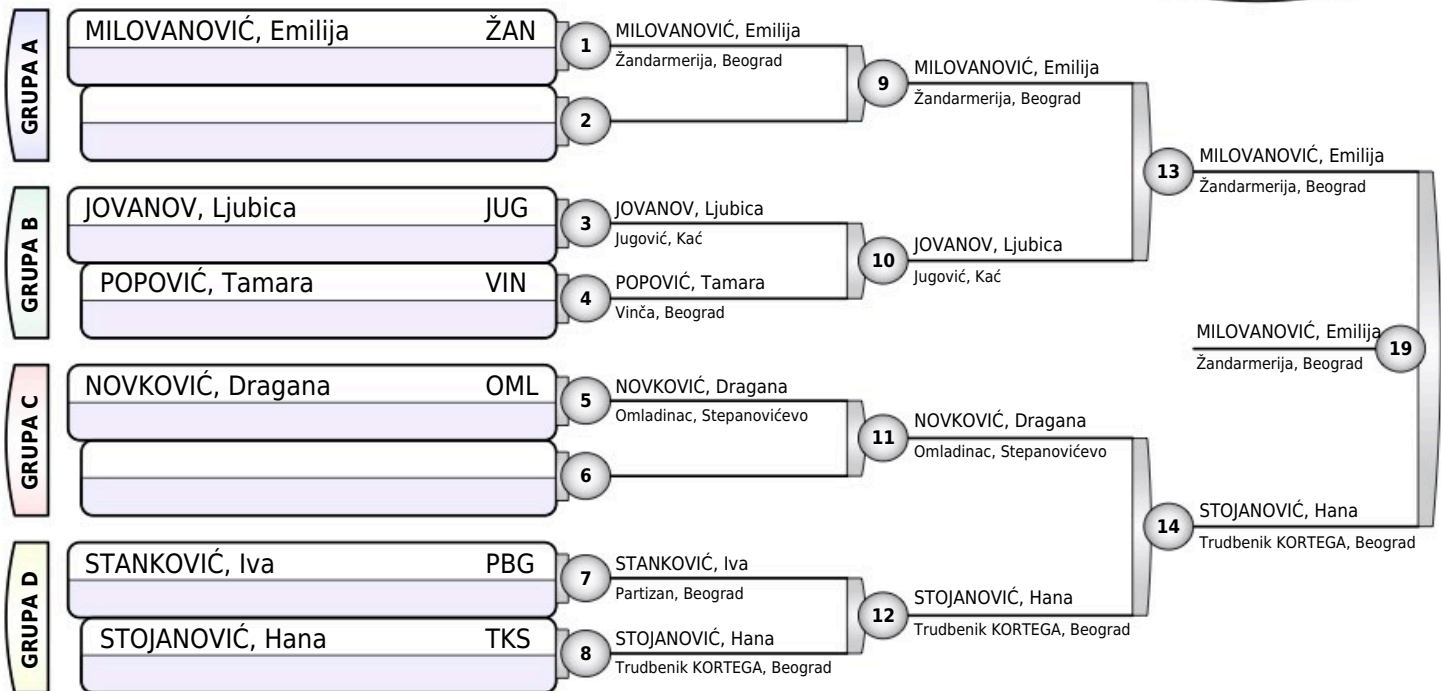 GRUPA A
MILOVANOVIĆ, Emilija ŽAN
1
2
MILOVANOVIĆ, Emilija
Žandarmerija, Beograd
9
MILOVANOVIĆ, Emilija
Žandarmerija, Beograd
GRUPA B
JOVANOV, Ljubica JUG
POPOVIĆ, Tamara VIN
3
4
JOVANOV, Ljubica
Jugović, Kać
POPOVIĆ, Tamara
Vinča, Beograd
10
JOVANOV, Ljubica
Jugović, Kać
13
MILOVANOVIĆ, Emilija
Žandarmerija, Beograd
GRUPA C
NOVKOVIĆ, Dragana OML
5
6
NOVKOVIĆ, Dragana
Omladinac, Stepanovićevo
11
NOVKOVIĆ, Dragana
Omladinac, Stepanovićevo
GRUPA D
STANKOVIĆ, Iva PBG
STOJANOVIĆ, Hana TKS
7
8
STANKOVIĆ, Iva
Partizan, Beograd
STOJANOVIĆ, Hana
Trudbenik KORTEGA, Beograd
12
STOJANOVIĆ, Hana
Trudbenik KORTEGA, Beograd
14
STOJANOVIĆ, Hana
Trudbenik KORTEGA, Beograd
MILOVANOVIĆ, Emilija
Žandarmerija, Beograd
19